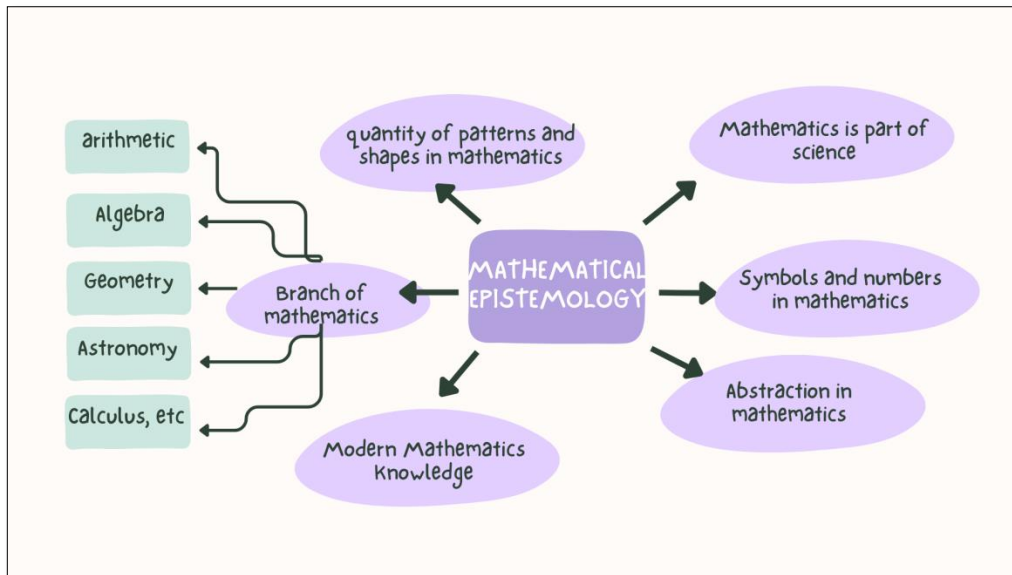 quantity of patterns and
shapes in mathematics
Mathematics is part of
science
arithmetic
Algebra
Geometry
Astronomy
Calculus, etc
Branch of
mathematics
MATHEMATICAL
EPISTEMOLOGY
Symbols and numbers
in mathematics
Abstraction in
mathematics
Modern Mathematics
Knowledge